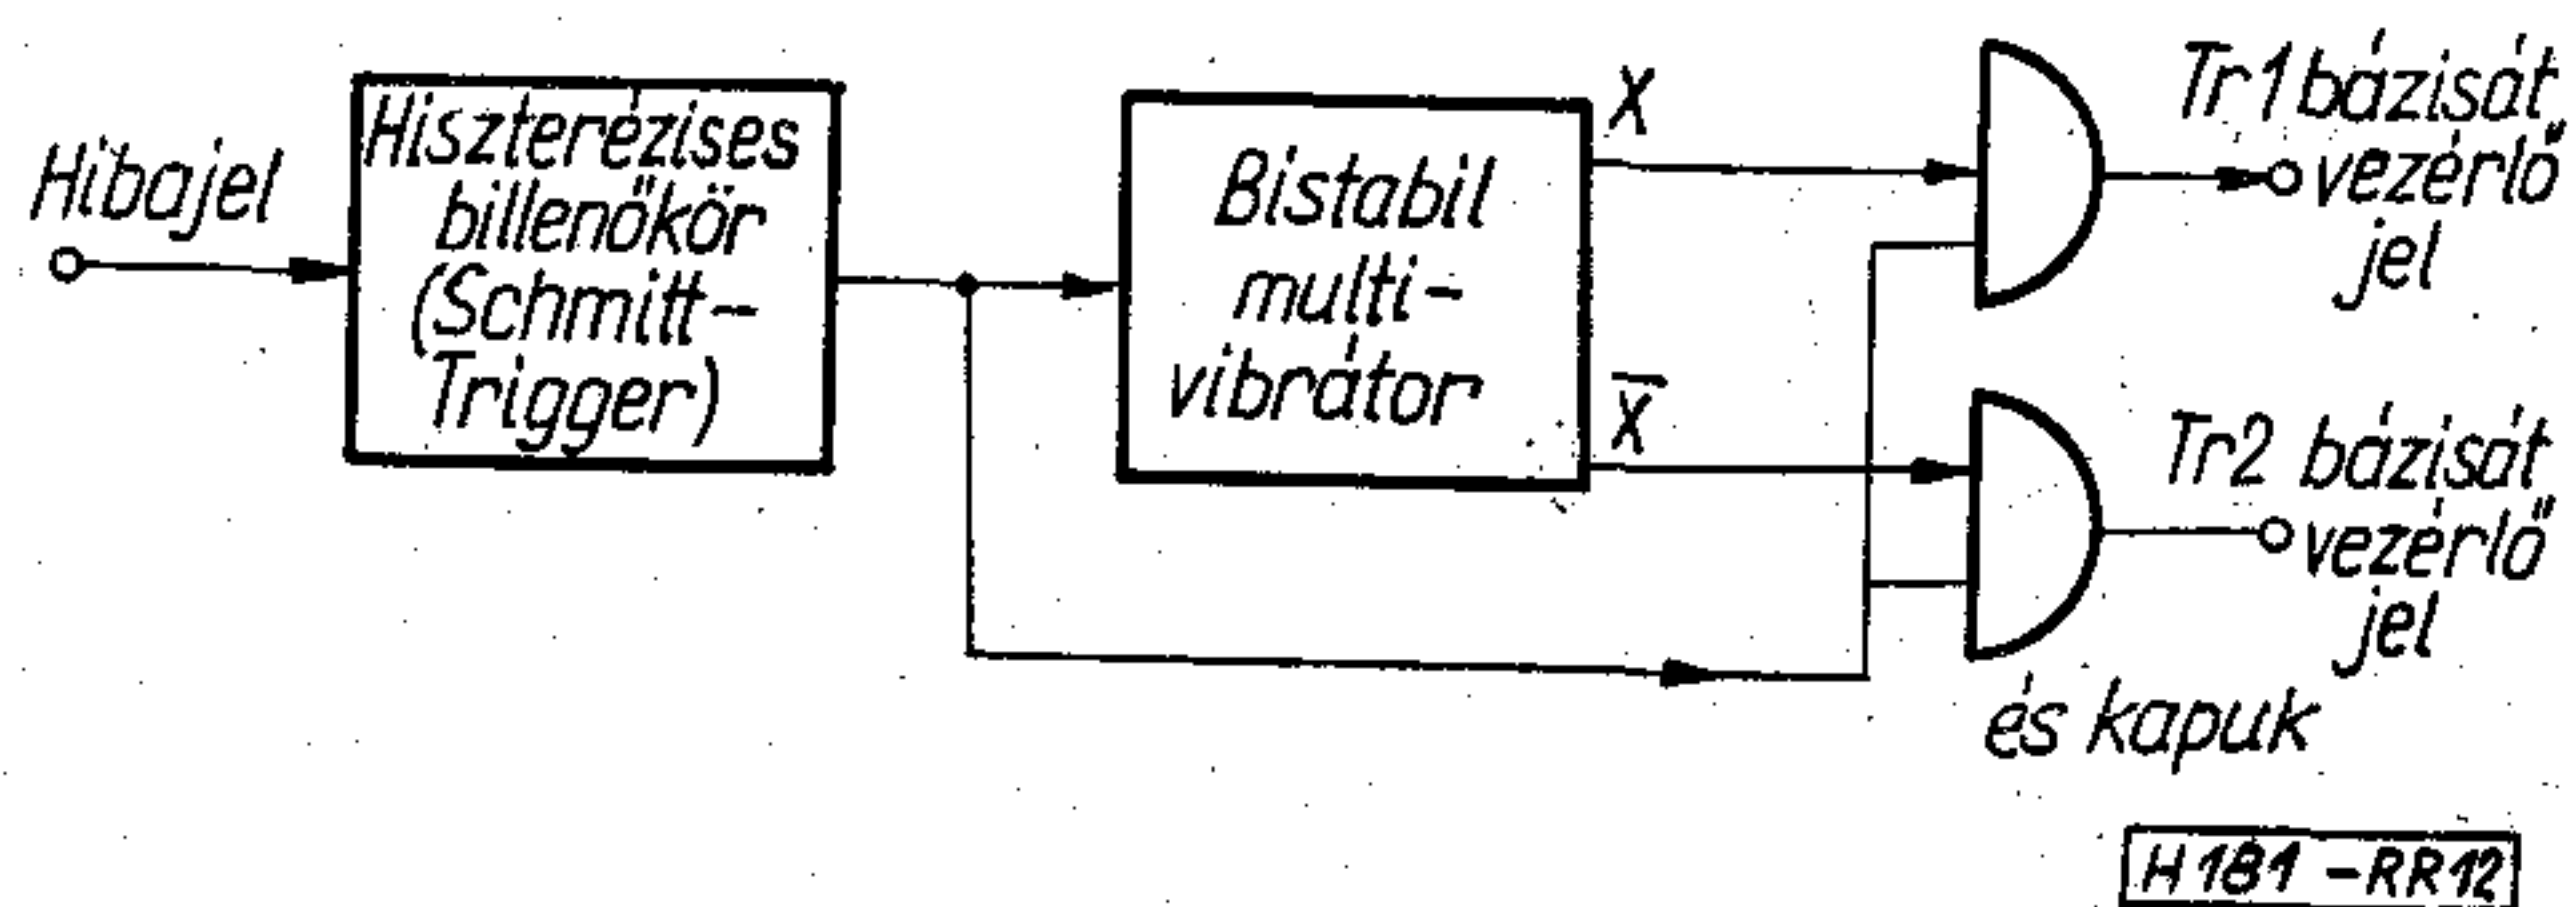 Hibajel
Hiszterézises
billenőkör
(Schmitt-
Trigger)
Bistabil
multi-
vibrátor
X
X̅
Tr1 bázisát
vezérlő
jel
Tr2 bázisát
vezérlő
jel
és kapuk
H181-RR12